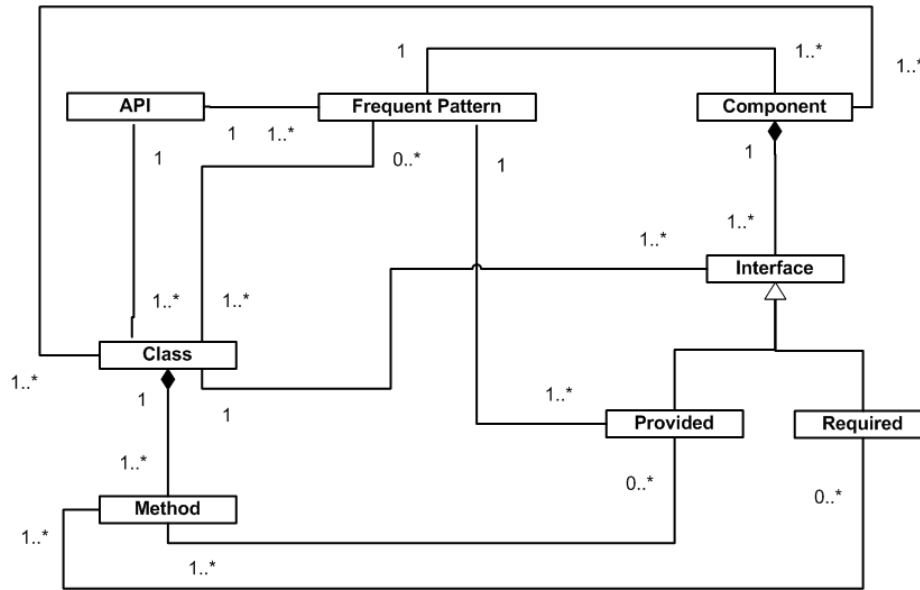 1
1..*
1..*
API
Frequent Pattern
Component
1
1..*
1
0..*
1
1
1..*
1..*
Interface
1..*
1..*
Class
1..*
1
1
1..*
Provided
Required
1..*
0..*
0..*
Method
1..*
1..*